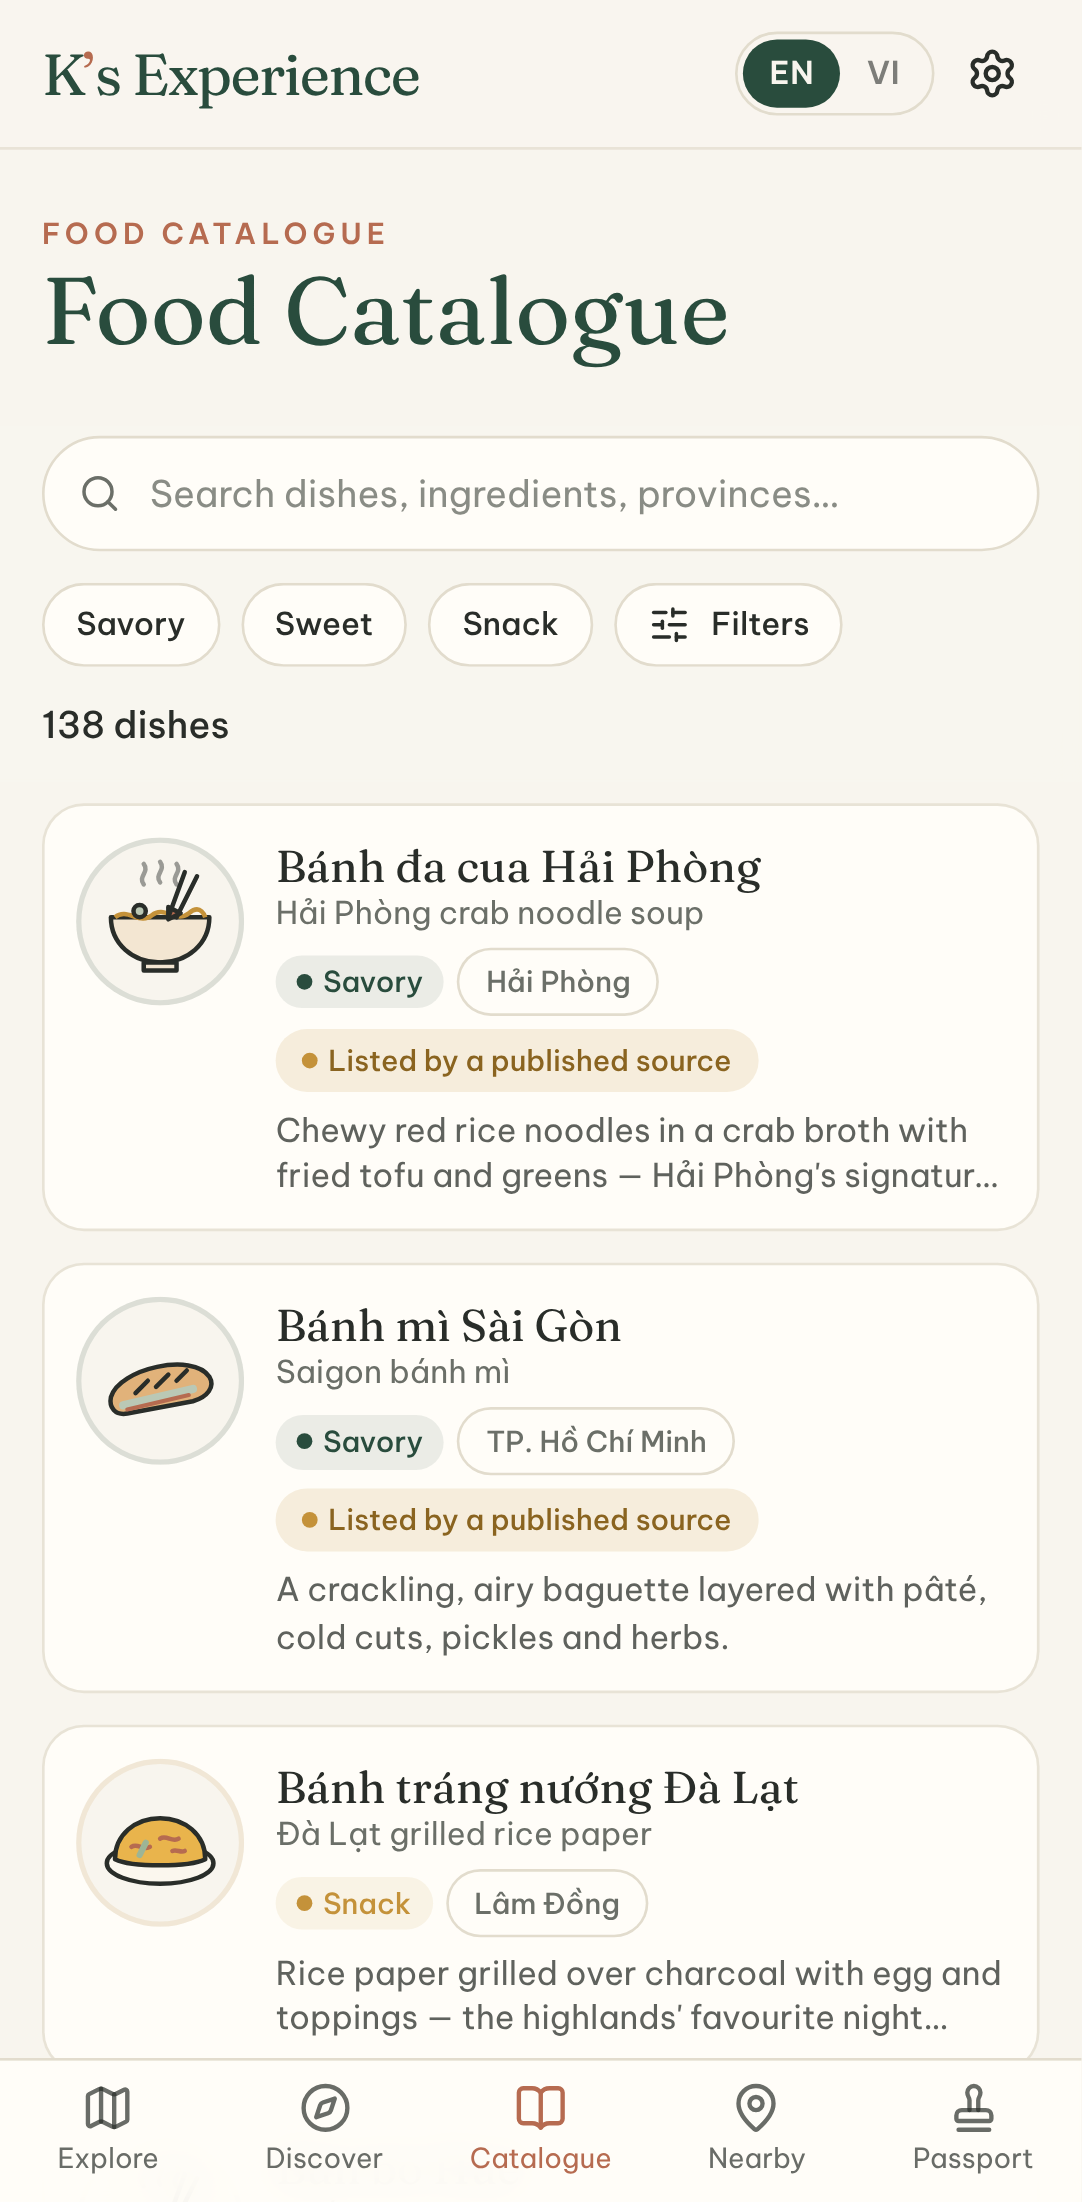 K's Experience
EN VI
FOOD CATALOGUE
Food Catalogue
Search dishes, ingredients, provinces...
Savory Sweet Snack Filters
138 dishes
Bánh đa cua Hải Phòng
Hải Phòng crab noodle soup
Savory Hải Phòng
Listed by a published source
Chewy red rice noodles in a crab broth with
fried tofu and greens — Hải Phòng's signatur...
Bánh mì Sài Gòn
Saigon bánh mì
Savory TP. Hồ Chí Minh
Listed by a published source
A crackling, airy baguette layered with pâté,
cold cuts, pickles and herbs.
Bánh tráng nướng Đà Lạt
Đà Lạt grilled rice paper
Snack Lâm Đồng
Rice paper grilled over charcoal with egg and
toppings — the highlands' favourite night...
Explore Discover Catalogue Nearby Passport